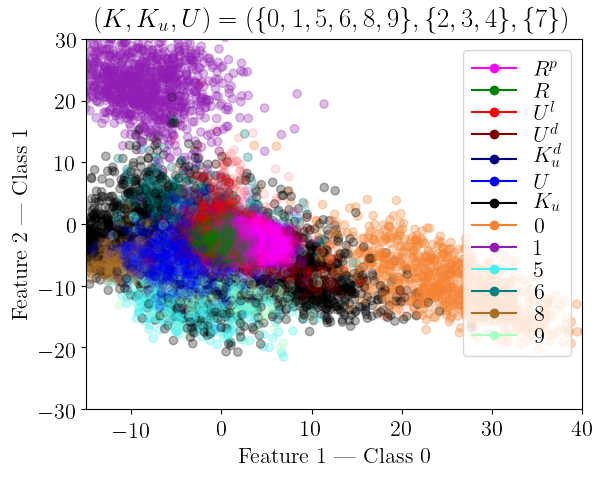 (K, K_u, U) = ({0, 1, 5, 6, 8, 9}, {2, 3, 4}, {7})
30
20
10
0
−10
−20
−30
−10
0
10
20
30
40
Feature 2 — Class 1
Feature 1 — Class 0
R^p
R
U^l
U^d
K_u^d
U
K_u
0
1
5
6
8
9